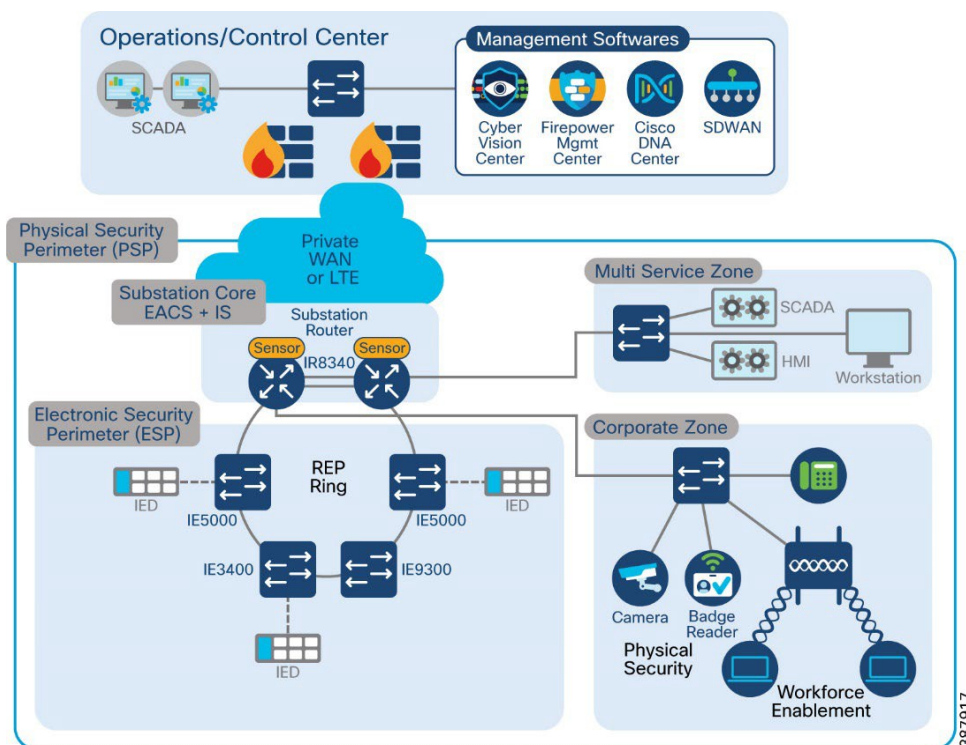 Operations/Control Center
Management Softwares
SCADA
Cyber
Vision
Center
Firepower
Mgmt
Center
Cisco
DNA
Center
SDWAN
Physical Security
Perimeter (PSP)
Private
WAN
or LTE
Substation Core
EACS + IS
Substation
Router
Sensor
Sensor
IR8340
Multi Service Zone
SCADA
HMI
Workstation
Electronic Security
Perimeter (ESP)
REP
Ring
IED
IE5000
IE5000
IED
IE3400
IE9300
IED
Corporate Zone
Camera
Badge
Reader
Physical
Security
Workforce
Enablement
387917